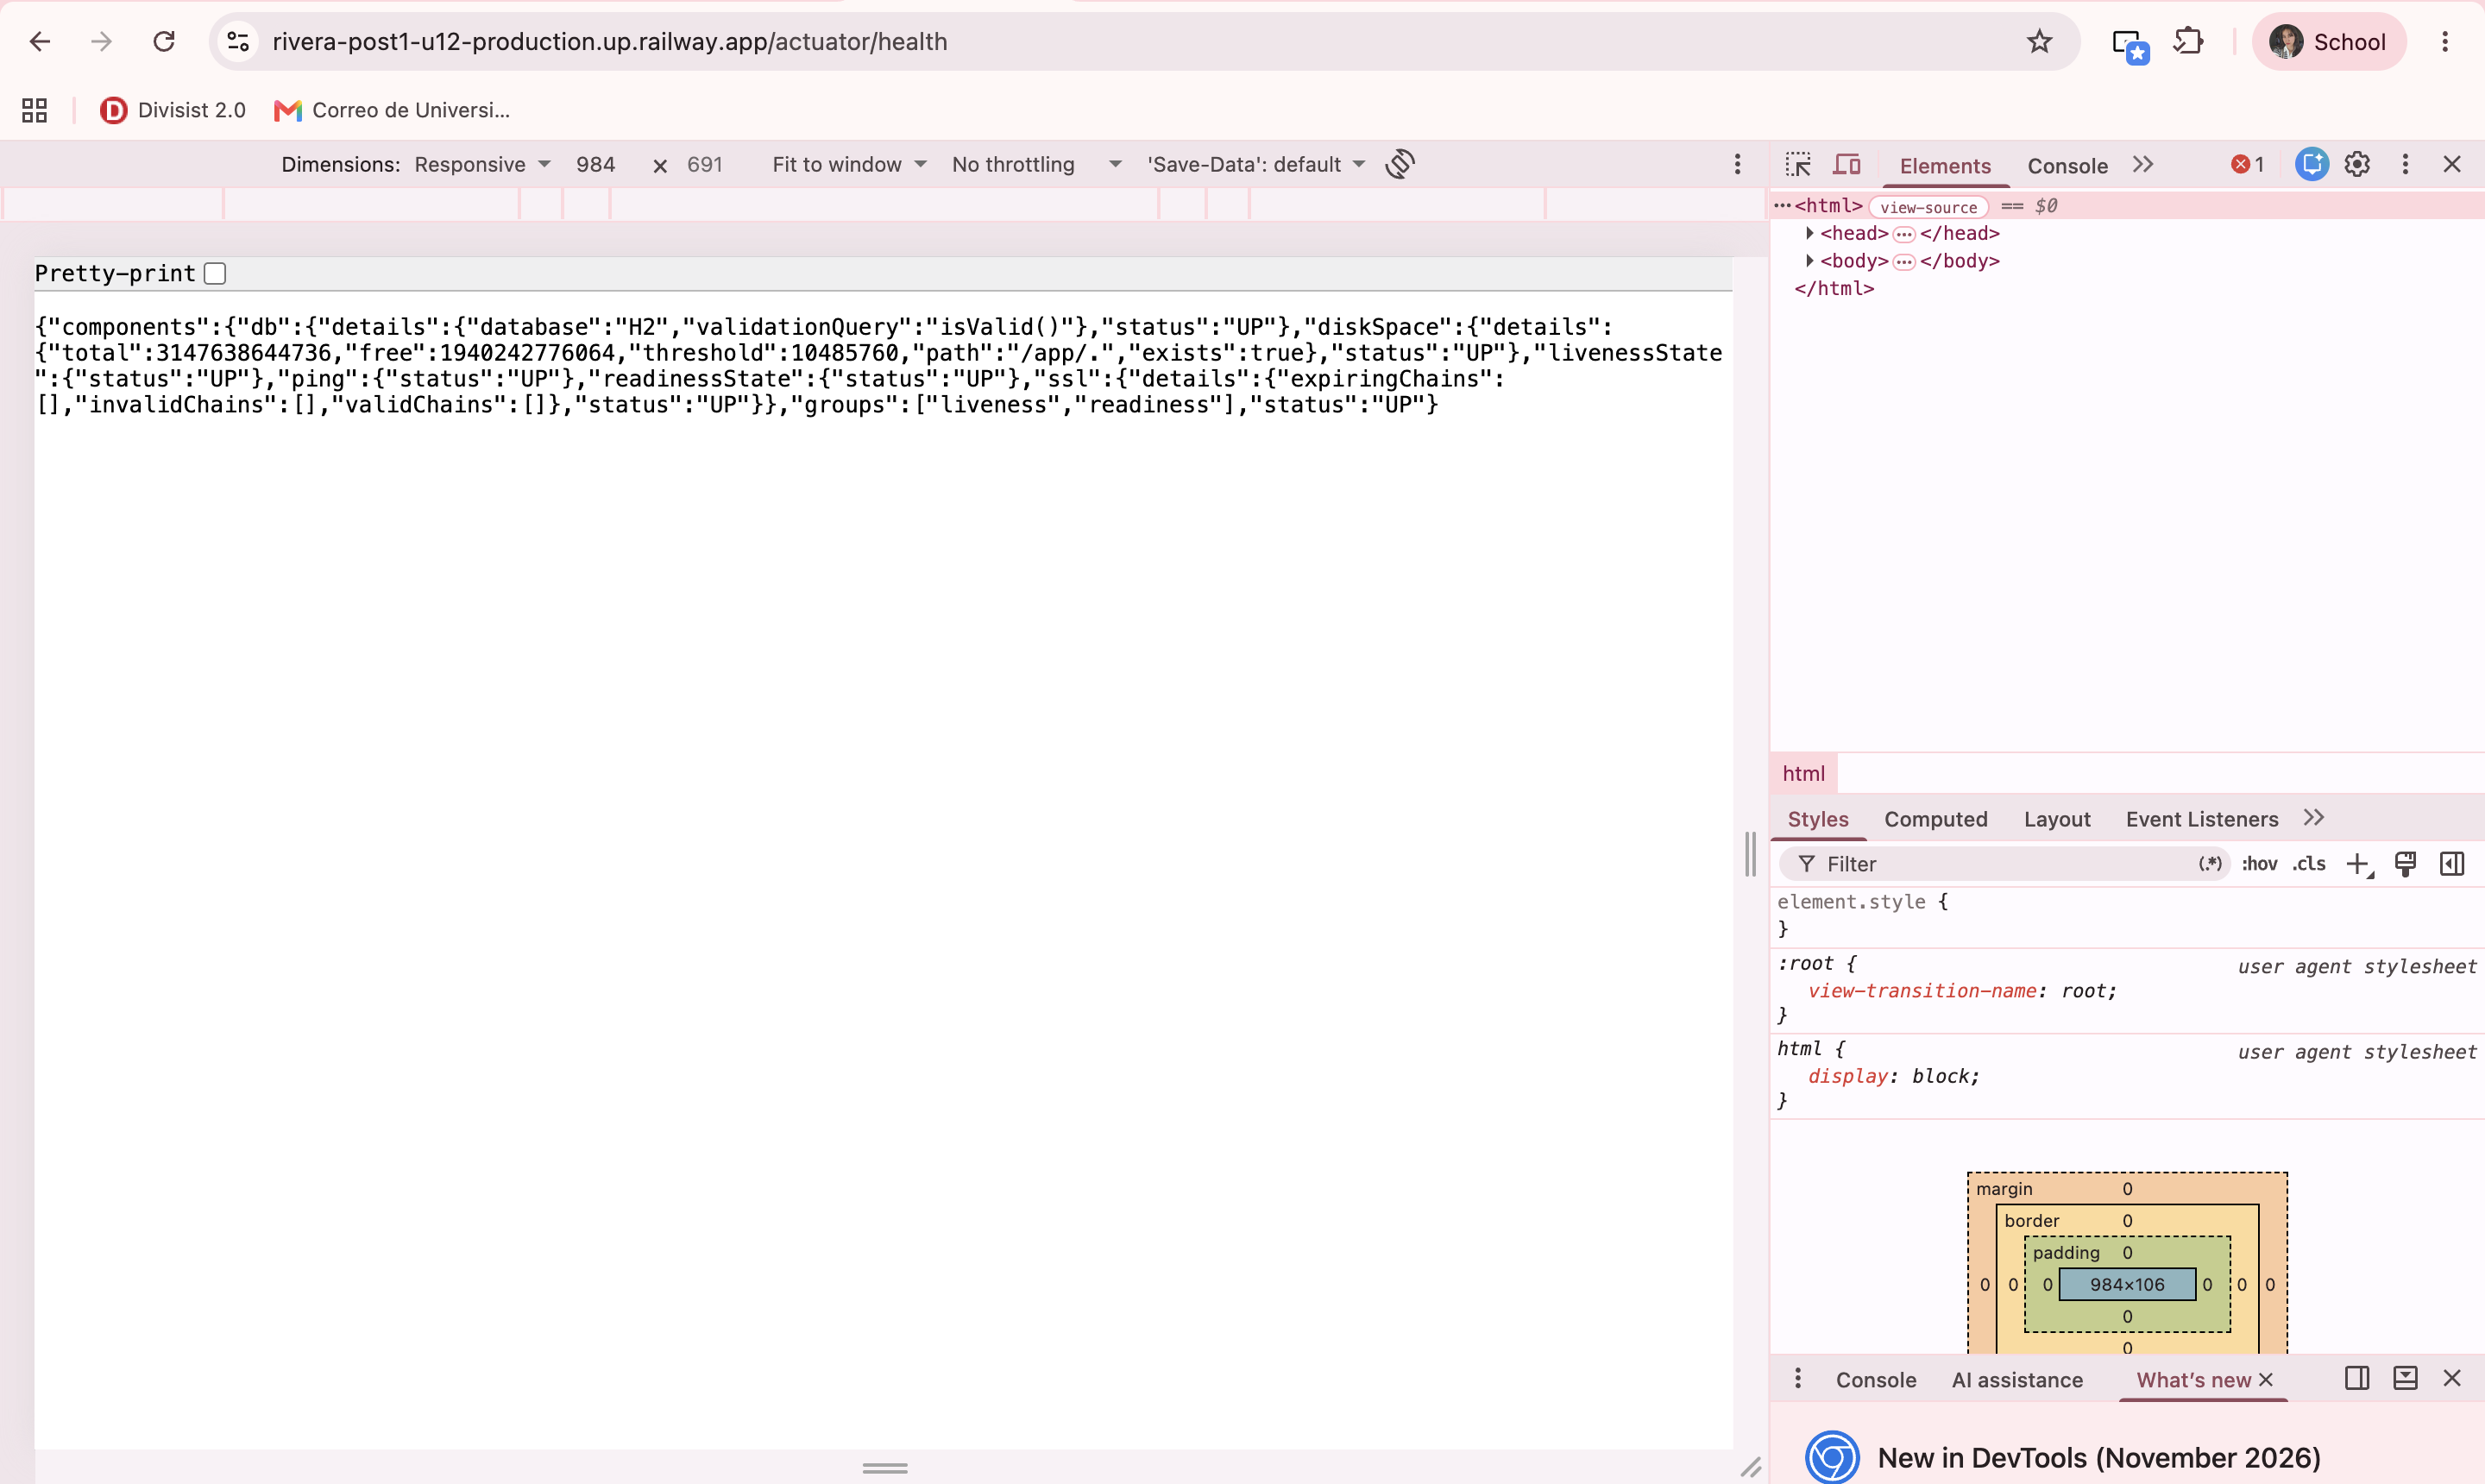 rivera-post1-u12-production.up.railway.app/actuator/health
School
Divisist 2.0
Correo de Universi...
Dimensions: Responsive 984 x 691 Fit to window No throttling 'Save-Data': default
Elements Console 1
<html> view-source == $0
<head> ... </head>
<body> ... </body>
</html>
Pretty-print
{"components":{"db":{"details":{"database":"H2","validationQuery":"isValid()"},"status":"UP"},"diskSpace":{"details":
{"total":3147638644736,"free":1940242776064,"threshold":10485760,"path":"/app/.","exists":true},"status":"UP"},"livenessState
":{"status":"UP"},"ping":{"status":"UP"},"readinessState":{"status":"UP"},"ssl":{"details":{"expiringChains":
[],"invalidChains":[],"validChains":[]},"status":"UP"}},"groups":["liveness","readiness"],"status":"UP"}
html
Styles Computed Layout Event Listeners
Filter (.*) :hov .cls
element.style {
}
:root { user agent stylesheet
view-transition-name: root;
}
html { user agent stylesheet
display: block;
}
margin 0
border 0
padding 0
0 0 0 984×106 0 0 0
0
0
Console AI assistance What's new
New in DevTools (November 2026)